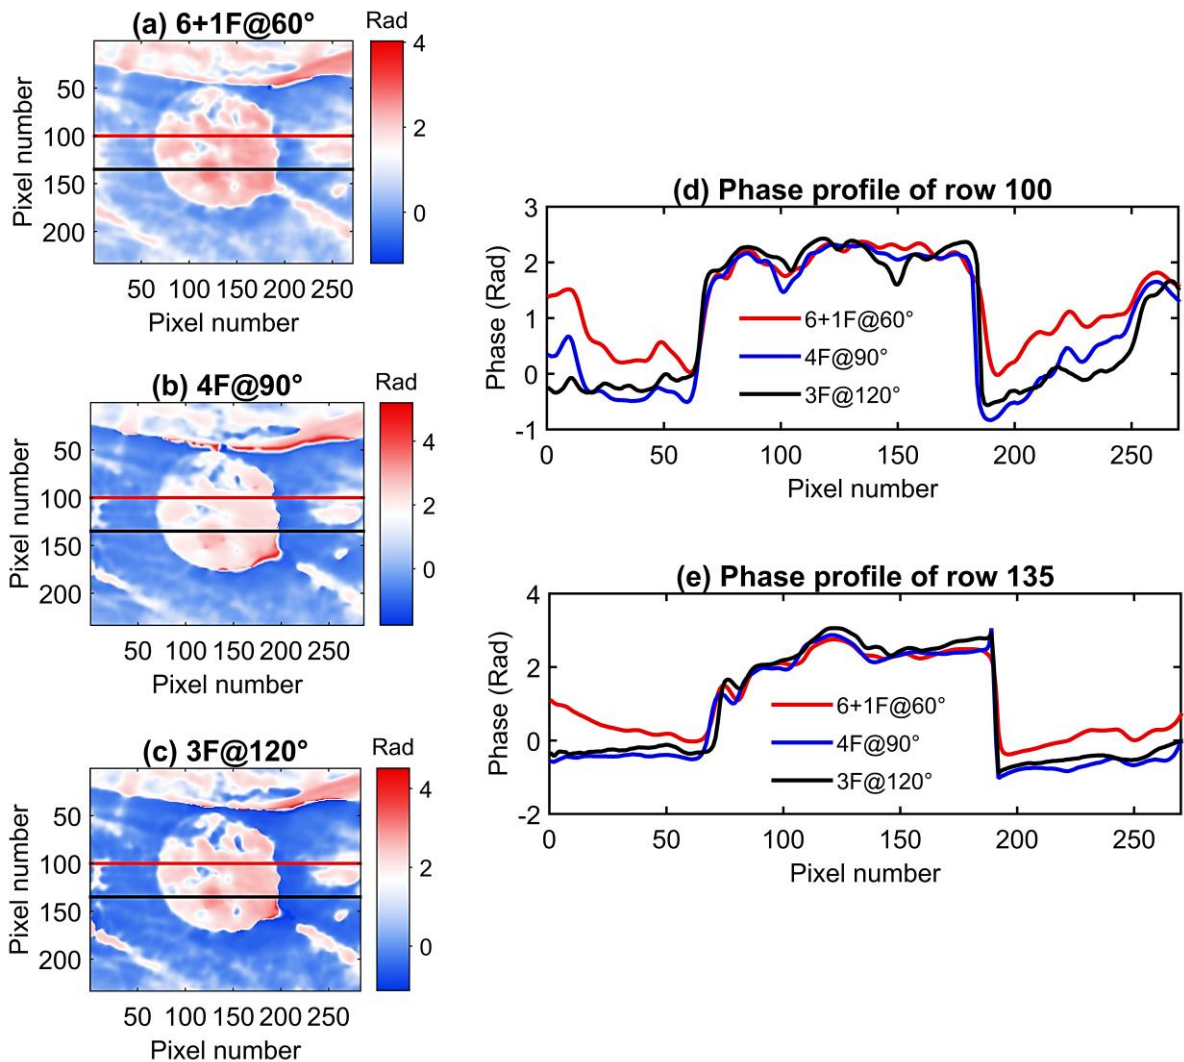 (a) 6+1F@60°
Rad
4
2
0
50
100
150
200
Pixel number
50 100 150 200 250
Pixel number
(b) 4F@90°
Rad
4
2
0
50
100
150
200
Pixel number
50 100 150 200 250
Pixel number
(c) 3F@120°
Rad
4
2
0
50
100
150
200
Pixel number
50 100 150 200 250
Pixel number
(d) Phase profile of row 100
3
2
1
0
-1
Phase (Rad)
6+1F@60°
4F@90°
3F@120°
0 50 100 150 200 250
Pixel number
(e) Phase profile of row 135
4
2
0
-2
Phase (Rad)
6+1F@60°
4F@90°
3F@120°
0 50 100 150 200 250
Pixel number